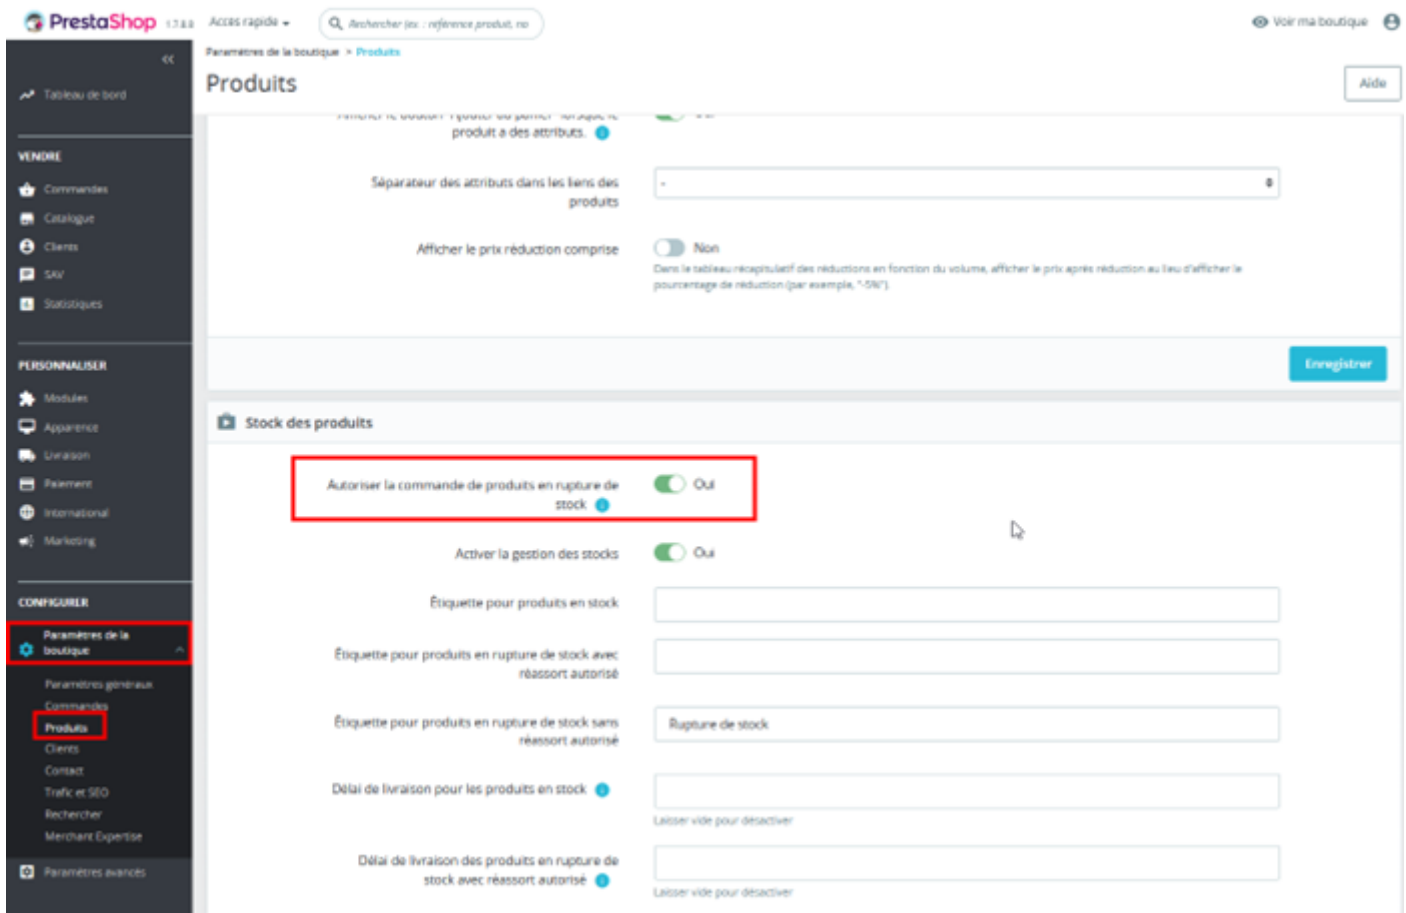 PrestaShop 1.7.8.0 Accès rapide Rechercher (ex. : référence produit, no Voir ma boutique
Paramètres de la boutique > Produits
Produits
Aide
Tableau de bord
VENDRE
Commandes
Catalogue
Clients
SAV
Statistiques
PERSONNALISER
Modules
Apparence
Livraison
Paiement
International
Marketing
CONFIGURER
Paramètres de la
boutique
Paramètres généraux
Commandes
Produits
Clients
Contact
Trafic et SEO
Rechercher
Merchant Expertise
Paramètres avancés
produit a des attributs.
Séparateur des attributs dans les liens des
produits
-
Afficher le prix réduction comprise
Non
Dans le tableau récapitulatif des réductions en fonction du volume, afficher le prix après réduction au lieu d'afficher le
pourcentage de réduction (par exemple, "-5%").
Enregistrer
Stock des produits
Autoriser la commande de produits en rupture de
stock
Oui
Activer la gestion des stocks
Oui
Étiquette pour produits en stock
Étiquette pour produits en rupture de stock avec
réassort autorisé
Étiquette pour produits en rupture de stock sans
réassort autorisé
Rupture de stock
Délai de livraison pour les produits en stock
Laisser vide pour désactiver
Délai de livraison des produits en rupture de
stock avec réassort autorisé
Laisser vide pour désactiver